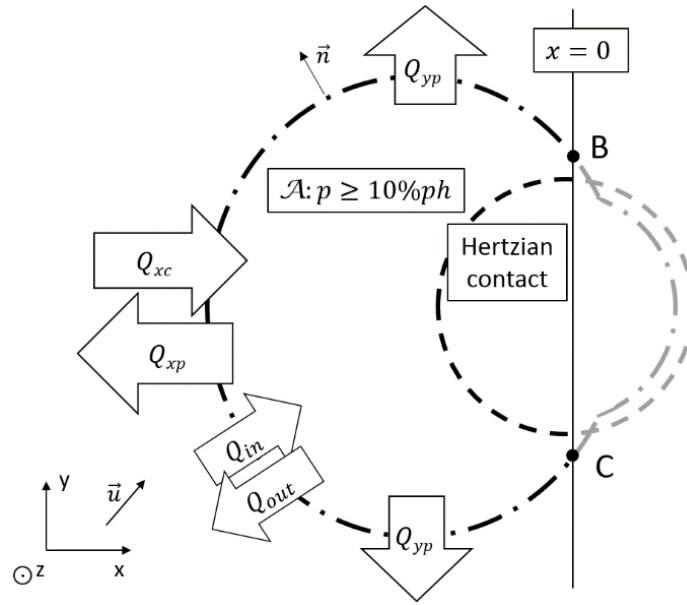 x = 0
n⃗
Q_yp
B
𝒜: p ≥ 10%ph
Hertzian
contact
Q_xc
Q_xp
Q_in
Q_out
C
Q_yp
y
u⃗
z
x